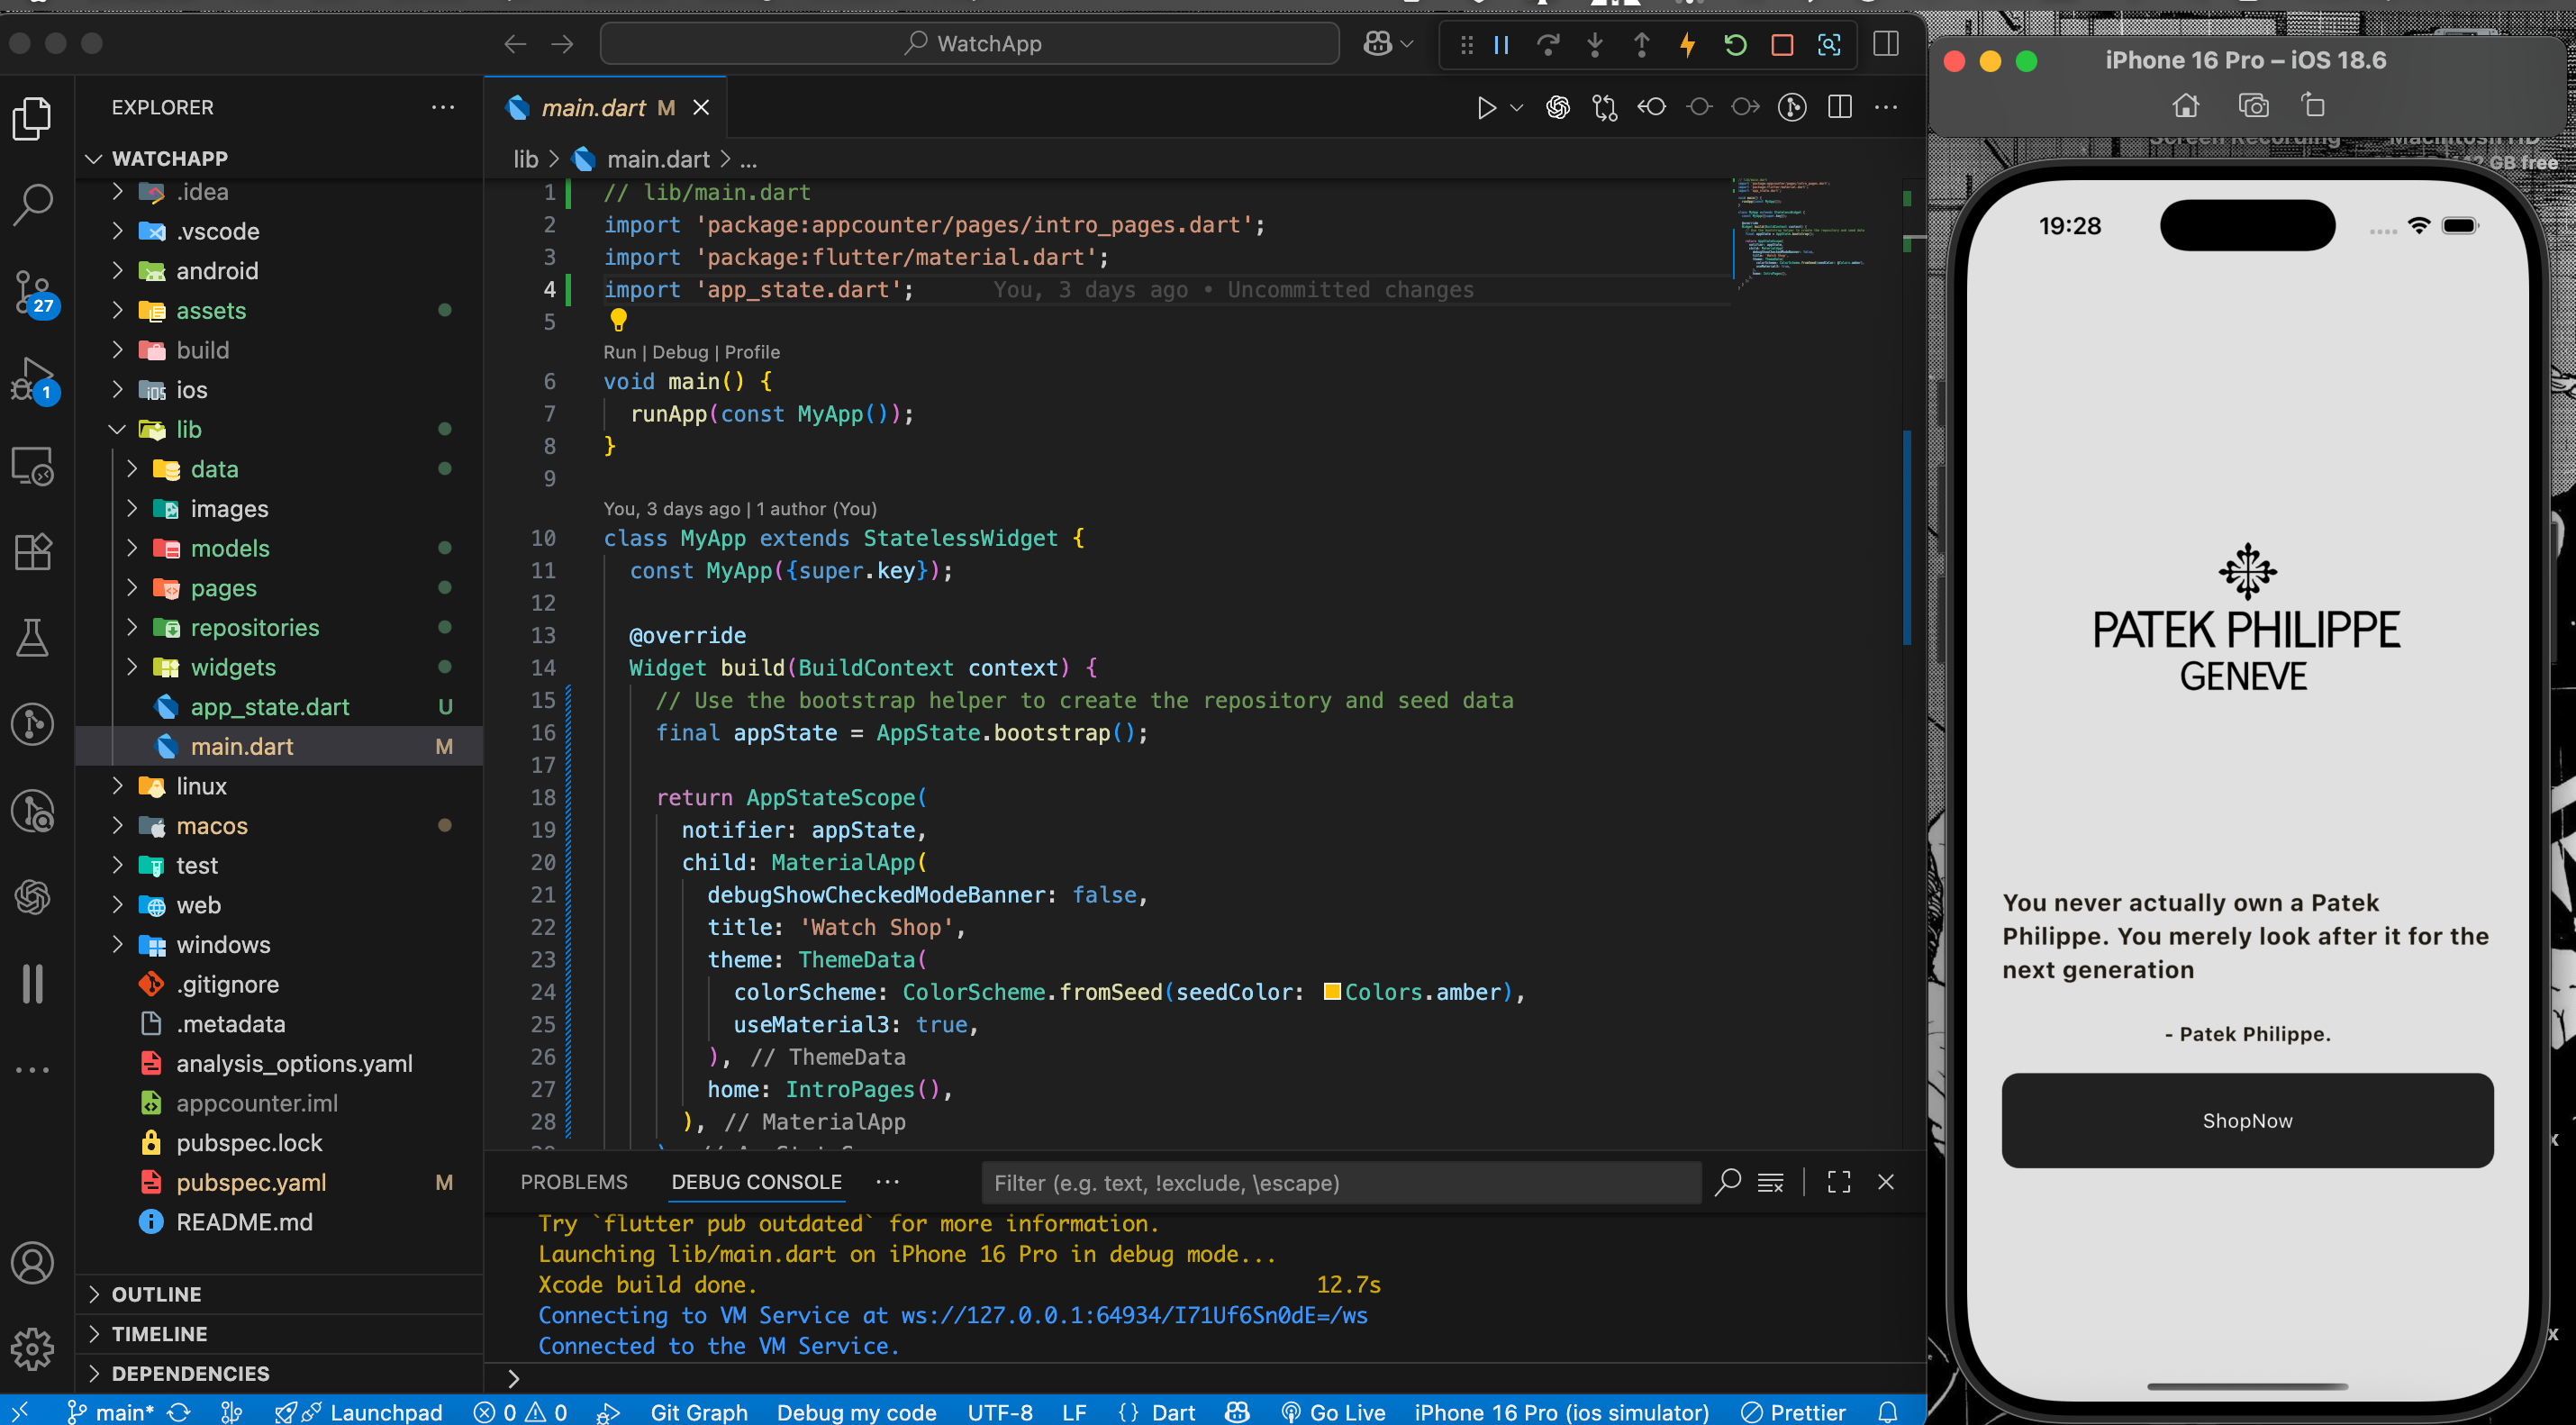 WatchApp
EXPLORER
WATCHAPP
.idea
.vscode
android
assets
build
ios
lib
data
images
models
pages
repositories
widgets
app_state.dart U
main.dart M
linux
macos
test
web
windows
.gitignore
.metadata
analysis_options.yaml
appcounter.iml
pubspec.lock
pubspec.yaml M
README.md
OUTLINE
TIMELINE
DEPENDENCIES
27
1
main.dart M
lib > main.dart > ...
1 // lib/main.dart
2 import 'package:appcounter/pages/intro_pages.dart';
3 import 'package:flutter/material.dart';
4 import 'app_state.dart'; You, 3 days ago • Uncommitted changes
5
Run | Debug | Profile
6 void main() {
7 runApp(const MyApp());
8 }
9
You, 3 days ago | 1 author (You)
10 class MyApp extends StatelessWidget {
11 const MyApp({super.key});
12
13 @override
14 Widget build(BuildContext context) {
15 // Use the bootstrap helper to create the repository and seed data
16 final appState = AppState.bootstrap();
17
18 return AppStateScope(
19 notifier: appState,
20 child: MaterialApp(
21 debugShowCheckedModeBanner: false,
22 title: 'Watch Shop',
23 theme: ThemeData(
24 colorScheme: ColorScheme.fromSeed(seedColor: Colors.amber),
25 useMaterial3: true,
26 ), // ThemeData
27 home: IntroPages(),
28 ), // MaterialApp
PROBLEMS DEBUG CONSOLE ... Filter (e.g. text, !exclude, \escape)
Try `flutter pub outdated` for more information.
Launching lib/main.dart on iPhone 16 Pro in debug mode...
Xcode build done. 12.7s
Connecting to VM Service at ws://127.0.0.1:64934/I71Uf6Sn0dE=/ws
Connected to the VM Service.
main* Launchpad 0 0 Git Graph Debug my code UTF-8 LF {} Dart Go Live iPhone 16 Pro (ios simulator) Prettier
iPhone 16 Pro – iOS 18.6
GB free
19:28
PATEK PHILIPPE
GENEVE
You never actually own a Patek
Philippe. You merely look after it for the
next generation
- Patek Philippe.
ShopNow